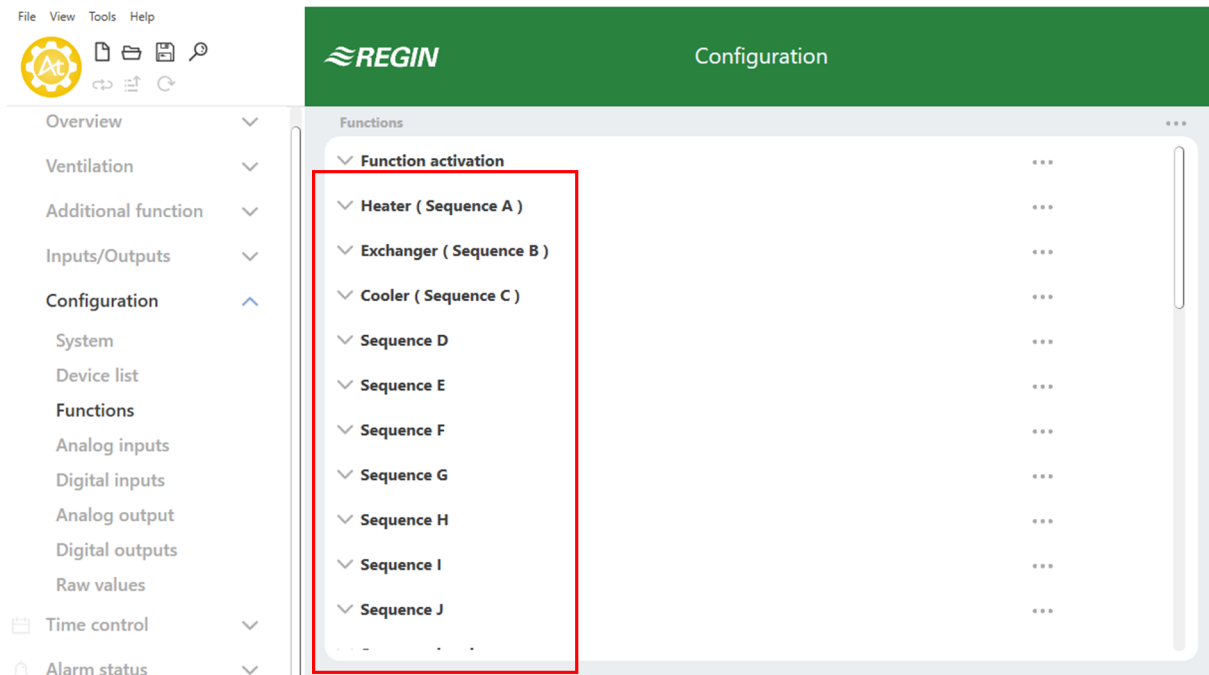 File View Tools Help
At
REGIN
Configuration
Overview
Ventilation
Additional function
Inputs/Outputs
Configuration
System
Device list
Functions
Analog inputs
Digital inputs
Analog output
Digital outputs
Raw values
Time control
Alarm status
Functions
Function activation
Heater ( Sequence A )
Exchanger ( Sequence B )
Cooler ( Sequence C )
Sequence D
Sequence E
Sequence F
Sequence G
Sequence H
Sequence I
Sequence J